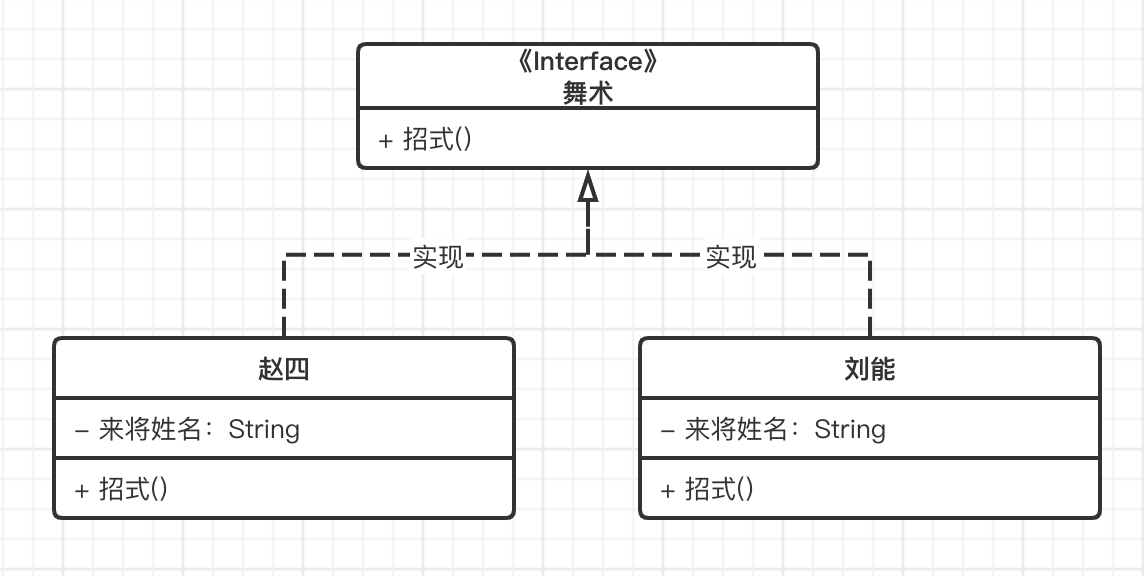 《Interface》
舞术
+ 招式()
实现
实现
赵四
- 来将姓名：String
+ 招式()
刘能
- 来将姓名：String
+ 招式()